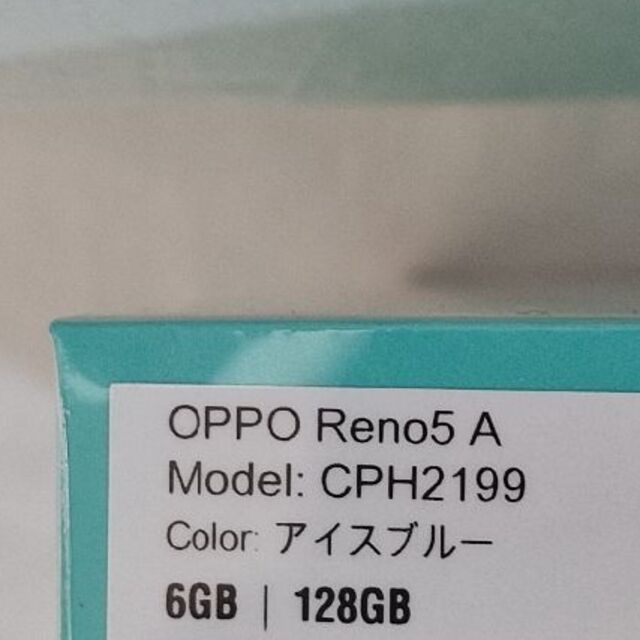 OPPO Reno5 A
Model: CPH2199
Color: アイスブルー
6GB | 128GB